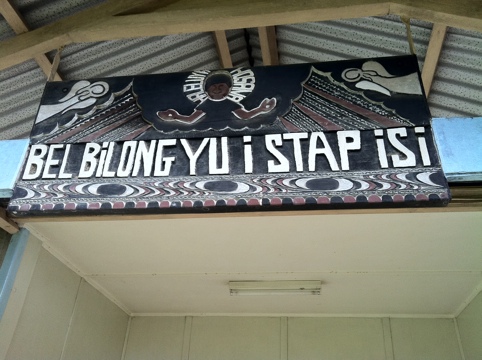 BEL BiLONG YU i STAP iSi